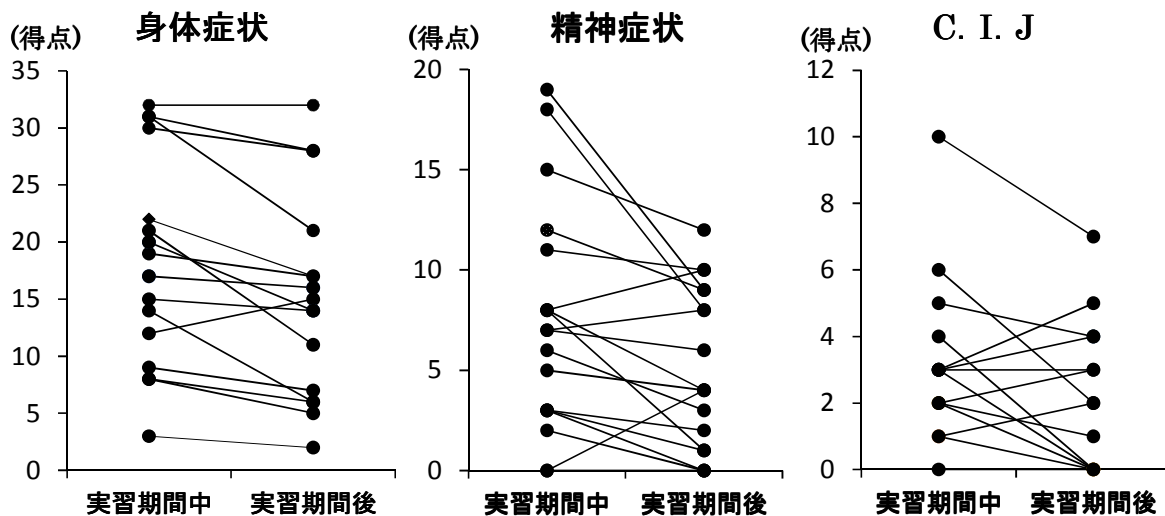 身体症状
(得点)
35
30
25
20
15
10
5
0
実習期間中 実習期間後
精神症状
(得点)
20
15
10
5
0
実習期間中 実習期間後
C. I. J
(得点)
12
10
8
6
4
2
0
実習期間中 実習期間後